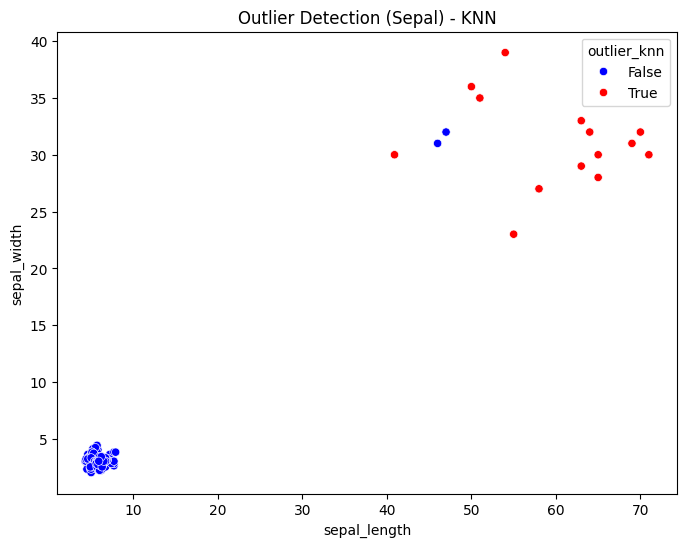 Outlier Detection (Sepal) - KNN
outlier_knn
False
True
40
35
30
25
20
15
10
5
sepal_width
10 20 30 40 50 60 70
sepal_length